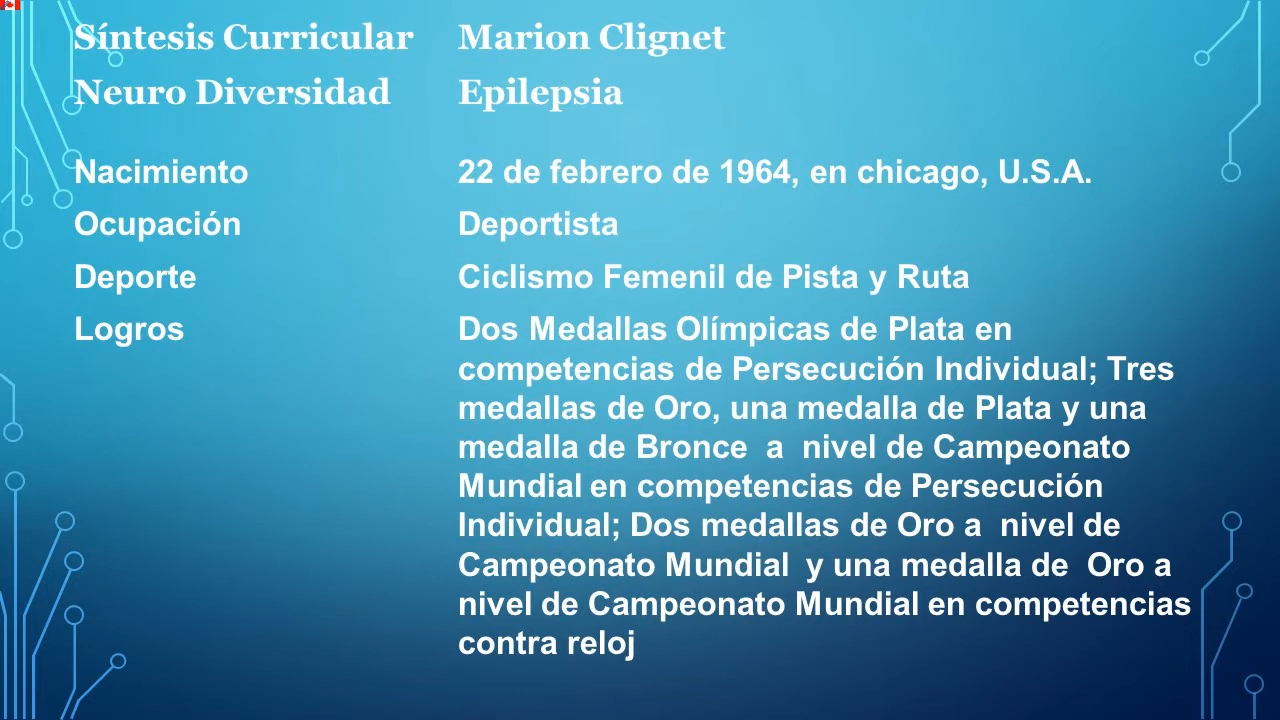 Síntesis Curricular Marion Clignet
Neuro Diversidad Epilepsia
Nacimiento 22 de febrero de 1964, en chicago, U.S.A.
Ocupación Deportista
Deporte Ciclismo Femenil de Pista y Ruta
Logros Dos Medallas Olímpicas de Plata en
competencias de Persecución Individual; Tres
medallas de Oro, una medalla de Plata y una
medalla de Bronce a nivel de Campeonato
Mundial en competencias de Persecución
Individual; Dos medallas de Oro a nivel de
Campeonato Mundial y una medalla de Oro a
nivel de Campeonato Mundial en competencias
contra reloj